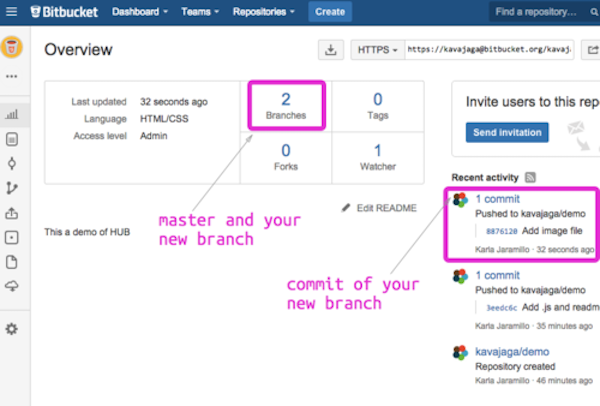 Bitbucket Dashboard Teams Repositories Create Find a repository...
Overview
HTTPS https://kavajaga@bitbucket.org/kavaj
Last updated 32 seconds ago
Language HTML/CSS
Access level Admin
2
Branches
0
Tags
0
Forks
1
Watcher
Edit README
This a demo of HUB
master and your
new branch
commit of your
new branch
Invite users to this rep
Send invitation
Recent activity
1 commit
Pushed to kavajaga/demo
8876120 Add image file
Karla Jaramillo · 32 seconds ago
1 commit
Pushed to kavajaga/demo
3eedc6c Add .js and readm
Karla Jaramillo · 35 minutes ago
kavajaga/demo
Repository created
Karla Jaramillo · 46 minutes ago